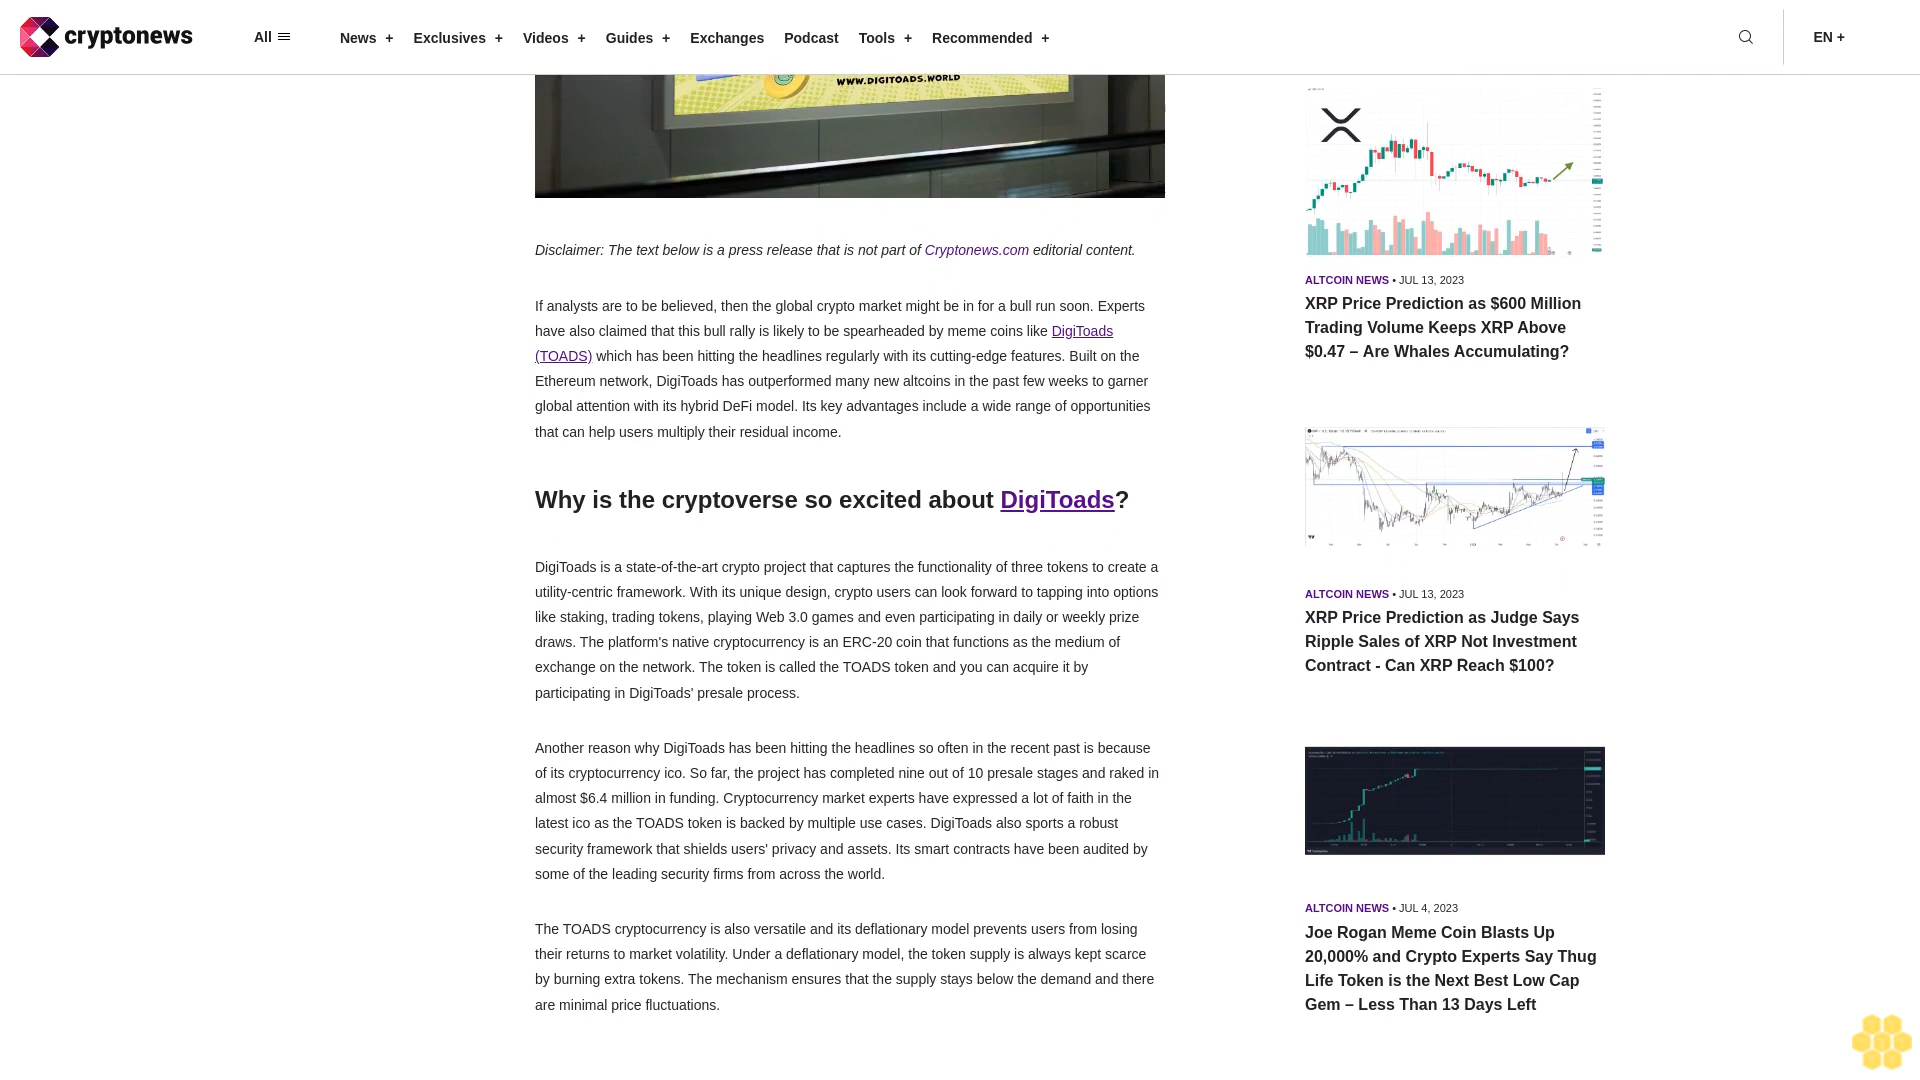 cryptonews
All
News +
Exclusives +
Videos +
Guides +
Exchanges
Podcast
Tools +
Recommended +
EN +
WWW.DIGITOADS.WORLD
Disclaimer: The text below is a press release that is not part of Cryptonews.com editorial content.
If analysts are to be believed, then the global crypto market might be in for a bull run soon. Experts
have also claimed that this bull rally is likely to be spearheaded by meme coins like DigiToads
(TOADS) which has been hitting the headlines regularly with its cutting-edge features. Built on the
Ethereum network, DigiToads has outperformed many new altcoins in the past few weeks to garner
global attention with its hybrid DeFi model. Its key advantages include a wide range of opportunities
that can help users multiply their residual income.
Why is the cryptoverse so excited about DigiToads?
DigiToads is a state-of-the-art crypto project that captures the functionality of three tokens to create a
utility-centric framework. With its unique design, crypto users can look forward to tapping into options
like staking, trading tokens, playing Web 3.0 games and even participating in daily or weekly prize
draws. The platform's native cryptocurrency is an ERC-20 coin that functions as the medium of
exchange on the network. The token is called the TOADS token and you can acquire it by
participating in DigiToads' presale process.
Another reason why DigiToads has been hitting the headlines so often in the recent past is because
of its cryptocurrency ico. So far, the project has completed nine out of 10 presale stages and raked in
almost $6.4 million in funding. Cryptocurrency market experts have expressed a lot of faith in the
latest ico as the TOADS token is backed by multiple use cases. DigiToads also sports a robust
security framework that shields users' privacy and assets. Its smart contracts have been audited by
some of the leading security firms from across the world.
The TOADS cryptocurrency is also versatile and its deflationary model prevents users from losing
their returns to market volatility. Under a deflationary model, the token supply is always kept scarce
by burning extra tokens. The mechanism ensures that the supply stays below the demand and there
are minimal price fluctuations.
ALTCOIN NEWS • JUL 13, 2023
XRP Price Prediction as $600 Million
Trading Volume Keeps XRP Above
$0.47 – Are Whales Accumulating?
ALTCOIN NEWS • JUL 13, 2023
XRP Price Prediction as Judge Says
Ripple Sales of XRP Not Investment
Contract - Can XRP Reach $100?
ALTCOIN NEWS • JUL 4, 2023
Joe Rogan Meme Coin Blasts Up
20,000% and Crypto Experts Say Thug
Life Token is the Next Best Low Cap
Gem – Less Than 13 Days Left